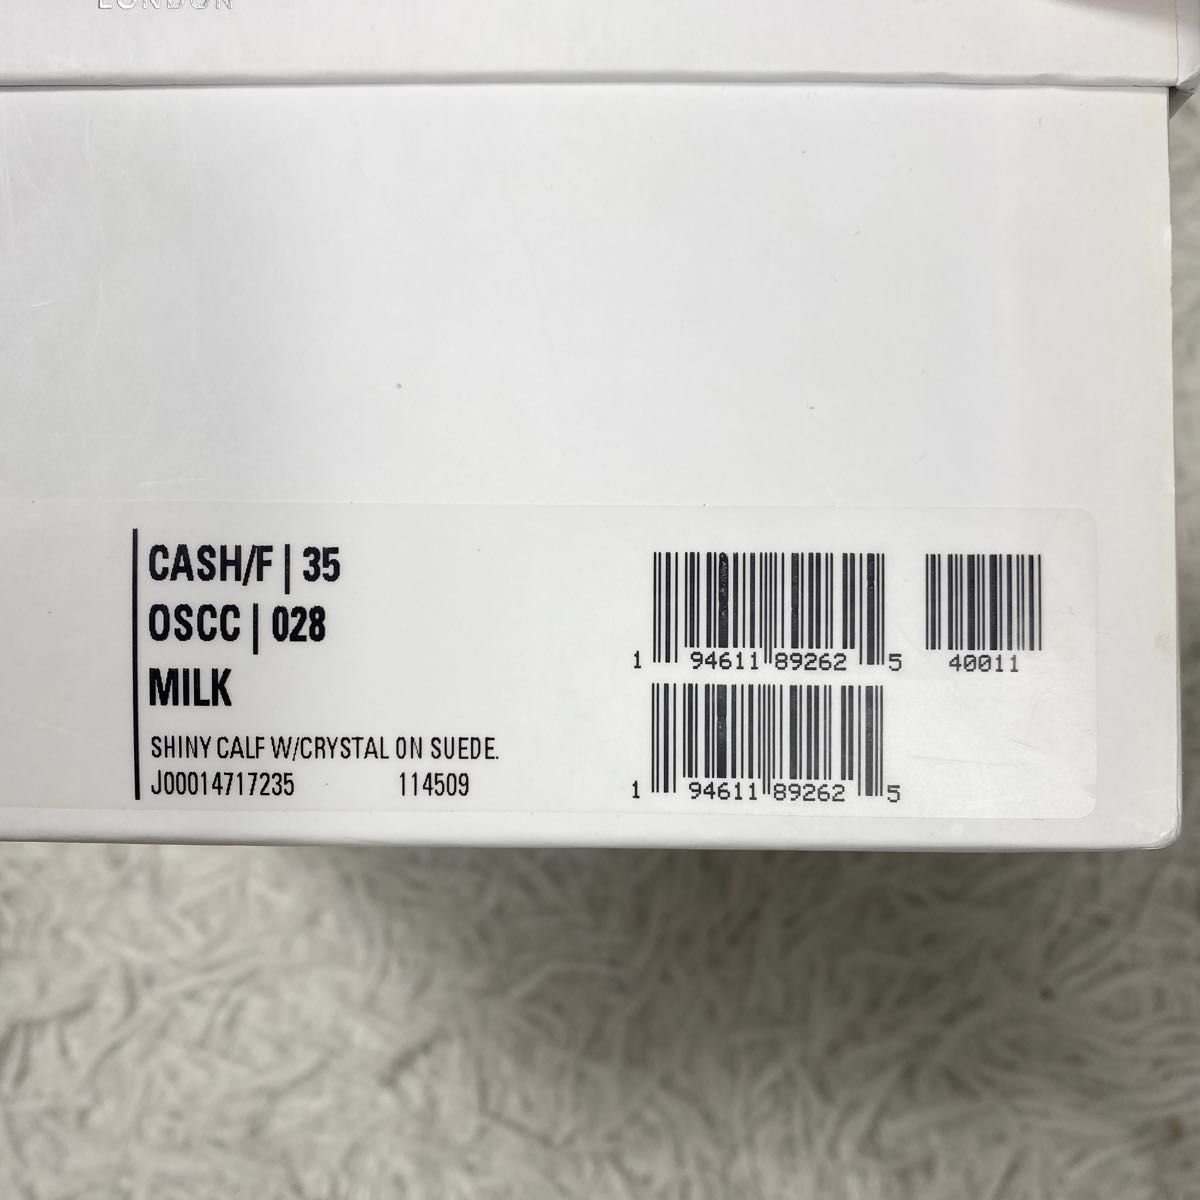 LONDON
CASH/F | 35
OSCC | 028
MILK
SHINY CALF W/CRYSTAL ON SUEDE.
J00014717235 114509
1 94611 89262 5 40011
1 94611 89262 5